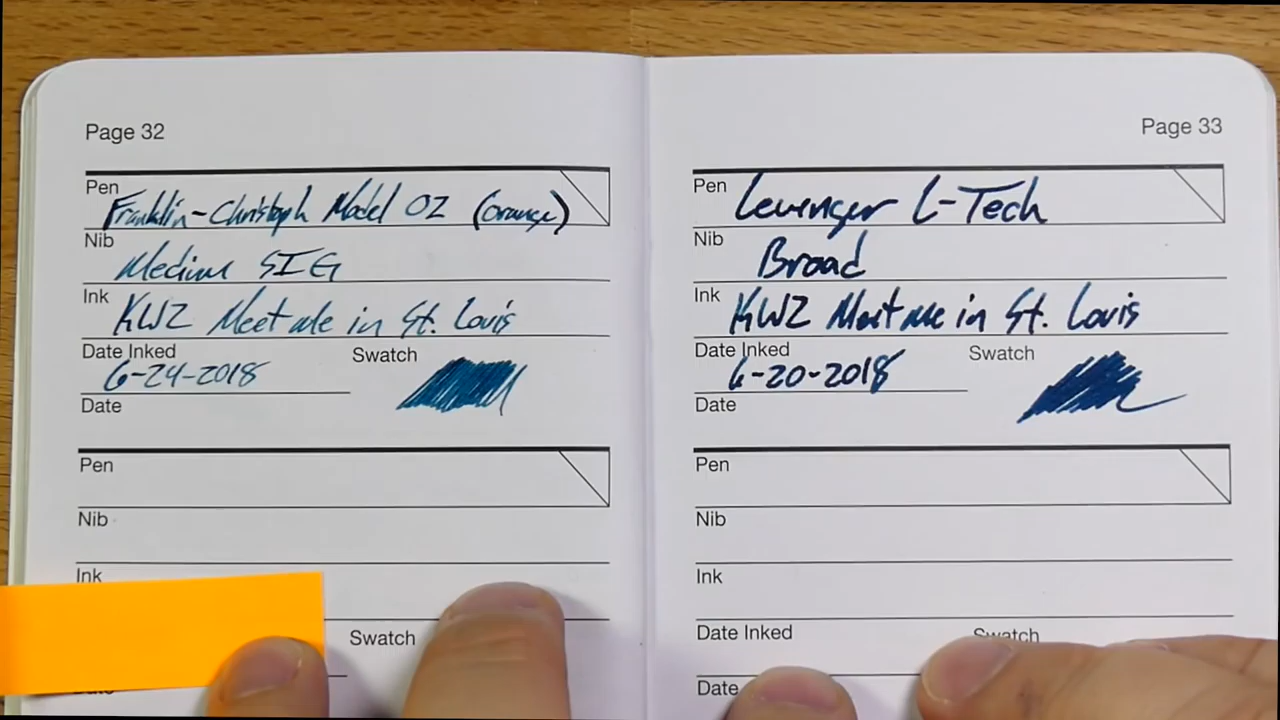 Page 32
Pen Franklin-Christoph Model 02 (orange)
Nib Medium SIG
Ink KWZ Meet me in St. Louis
Date Inked 6-24-2018 Swatch
Date
Pen
Nib
Ink
Swatch
Date
Page 33
Pen Levenger L-Tech
Nib Broad
Ink KWZ Meet me in St. Louis
Date Inked 6-20-2018 Swatch
Date
Pen
Nib
Ink
Date Inked Swatch
Date